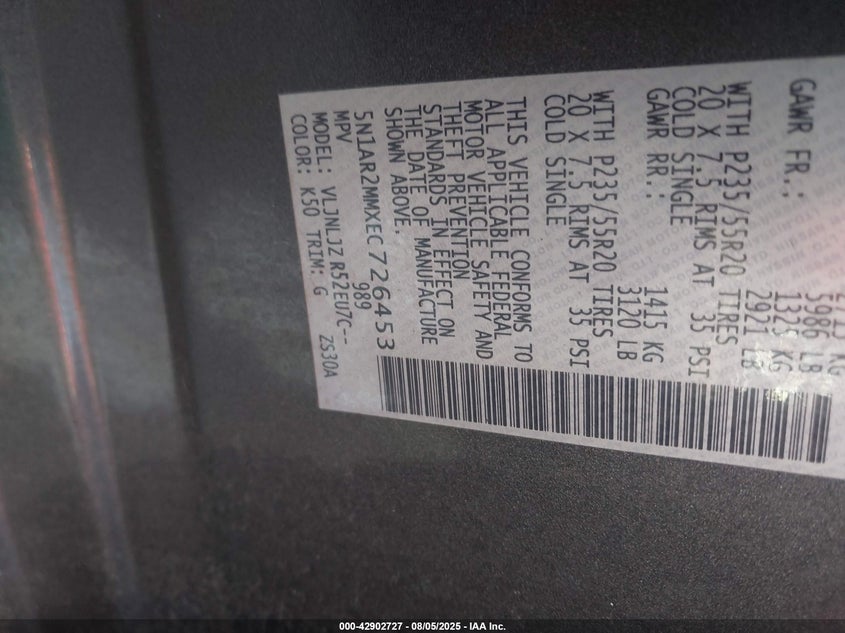 5986 LB
GAWR FR.: 1325 KG
2921 LB
WITH P235/55R20 TIRES
20 X 7.5 RIMS AT 35 PSI
COLD SINGLE
GAWR RR.: 1415 KG
3120 LB
WITH P235/55R20 TIRES
20 X 7.5 RIMS AT 35 PSI
COLD SINGLE
THIS VEHICLE CONFORMS TO
ALL APPLICABLE FEDERAL
MOTOR VEHICLE SAFETY AND
THEFT PREVENTION
STANDARDS IN EFFECT ON
THE DATE OF MANUFACTURE
SHOWN ABOVE.
5N1AR2MMXEC726453
MPV 989
MODEL: VLJNLJZ R52EU7C--
COLOR: K50 TRIM: G ZS30A
000-42902727 - 08/05/2025 - IAA Inc.